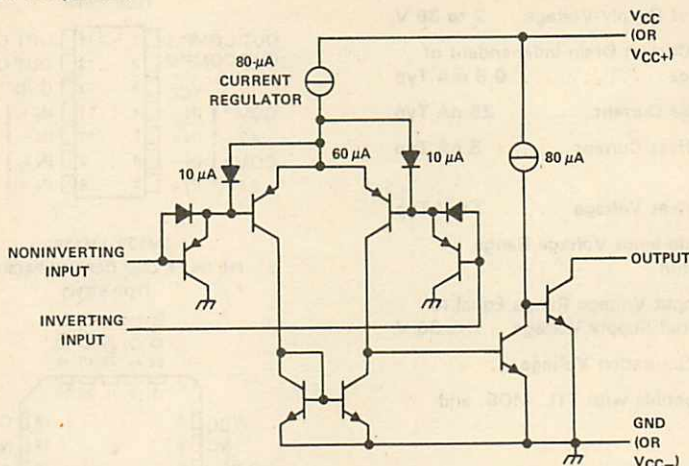 VCC
(OR
VCC+)
80-μA
CURRENT
REGULATOR
10 μA
60 μA
10 μA
80 μA
NONINVERTING
INPUT
OUTPUT
INVERTING
INPUT
GND
(OR
VCC–)